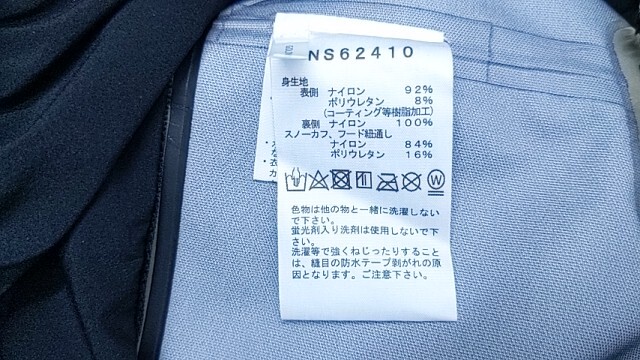 NS62410
身生地
表側 ナイロン 92%
ポリウレタン 8%
(コーティング等樹脂加工)
裏側 ナイロン 100%
スノーカフ、フード紐通し
ナイロン 84%
ポリウレタン 16%
色物は他の物と一緒に洗濯しない
で下さい。
蛍光剤入り洗剤は使用しないで下
さい。
洗濯等で強くねじったりすること
は、縫目の防水テープ剥がれの原
因となります。ご注意下さい。